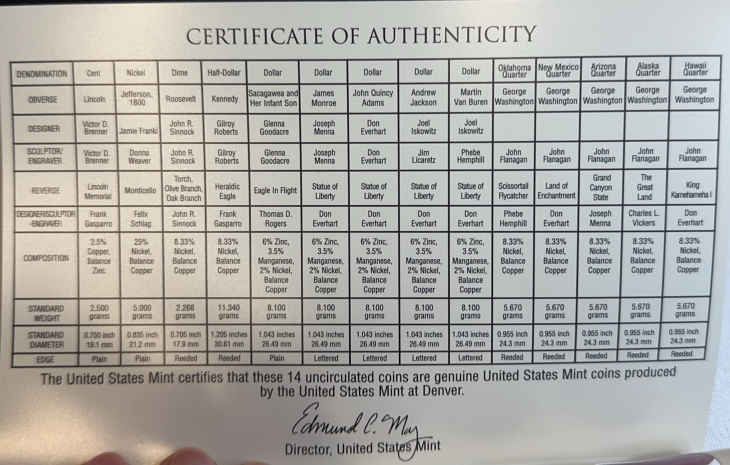 CERTIFICATE OF AUTHENTICITY
DENOMINATION Cent Nickel Dime Half-Dollar Dollar Dollar Dollar Dollar Dollar Oklahoma Quarter New Mexico Quarter Arizona Quarter Alaska Quarter Hawaii Quarter
OBVERSE Lincoln Jefferson, 1800 Roosevelt Kennedy Sacagawea and Her Infant Son James Monroe John Quincy Adams Andrew Jackson Martin Van Buren George Washington George Washington George Washington George Washington George Washington
DESIGNER Victor D. Brenner Jamie Franki John R. Sinnock Gilroy Roberts Glenna Goodacre Joseph Menna Don Everhart Joel Iskowitz Joel Iskowitz
SCULPTOR/ENGRAVER Victor D. Brenner Donna Weaver John R. Sinnock Gilroy Roberts Glenna Goodacre Joseph Menna Don Everhart Jim Licaretz Phebe Hemphill John Flanagan John Flanagan John Flanagan John Flanagan John Flanagan
REVERSE Lincoln Memorial Monticello Torch, Olive Branch, Oak Branch Heraldic Eagle Eagle In Flight Statue of Liberty Statue of Liberty Statue of Liberty Statue of Liberty Scissortail Flycatcher Land of Enchantment Grand Canyon State The Great Land King Kamehameha I
DESIGNER/SCULPTOR-ENGRAVER Frank Gasparro Felix Schlag John R. Sinnock Frank Gasparro Thomas D. Rogers Don Everhart Don Everhart Don Everhart Don Everhart Phebe Hemphill Don Everhart Joseph Menna Charles L. Vickers Don Everhart
COMPOSITION 2.5% Copper, Balance Zinc 25% Nickel, Balance Copper 8.33% Nickel, Balance Copper 8.33% Nickel, Balance Copper 6% Zinc, 3.5% Manganese, 2% Nickel, Balance Copper 6% Zinc, 3.5% Manganese, 2% Nickel, Balance Copper 6% Zinc, 3.5% Manganese, 2% Nickel, Balance Copper 6% Zinc, 3.5% Manganese, 2% Nickel, Balance Copper 6% Zinc, 3.5% Manganese, 2% Nickel, Balance Copper 8.33% Nickel, Balance Copper 8.33% Nickel, Balance Copper 8.33% Nickel, Balance Copper 8.33% Nickel, Balance Copper 8.33% Nickel, Balance Copper
STANDARD WEIGHT 2.500 grams 5.000 grams 2.268 grams 11.340 grams 8.100 grams 8.100 grams 8.100 grams 8.100 grams 8.100 grams 5.670 grams 5.670 grams 5.670 grams 5.670 grams 5.670 grams
STANDARD DIAMETER 0.750 inch 19.1 mm 0.835 inch 21.2 mm 0.705 inch 17.9 mm 1.205 inches 30.61 mm 1.043 inches 26.49 mm 1.043 inches 26.49 mm 1.043 inches 26.49 mm 1.043 inches 26.49 mm 1.043 inches 26.49 mm 0.955 inch 24.3 mm 0.955 inch 24.3 mm 0.955 inch 24.3 mm 0.955 inch 24.3 mm 0.955 inch 24.3 mm
EDGE Plain Plain Reeded Reeded Plain Lettered Lettered Lettered Lettered Reeded Reeded Reeded Reeded Reeded
The United States Mint certifies that these 14 uncirculated coins are genuine United States Mint coins produced
by the United States Mint at Denver.
Edmund C. Moy
Director, United States Mint